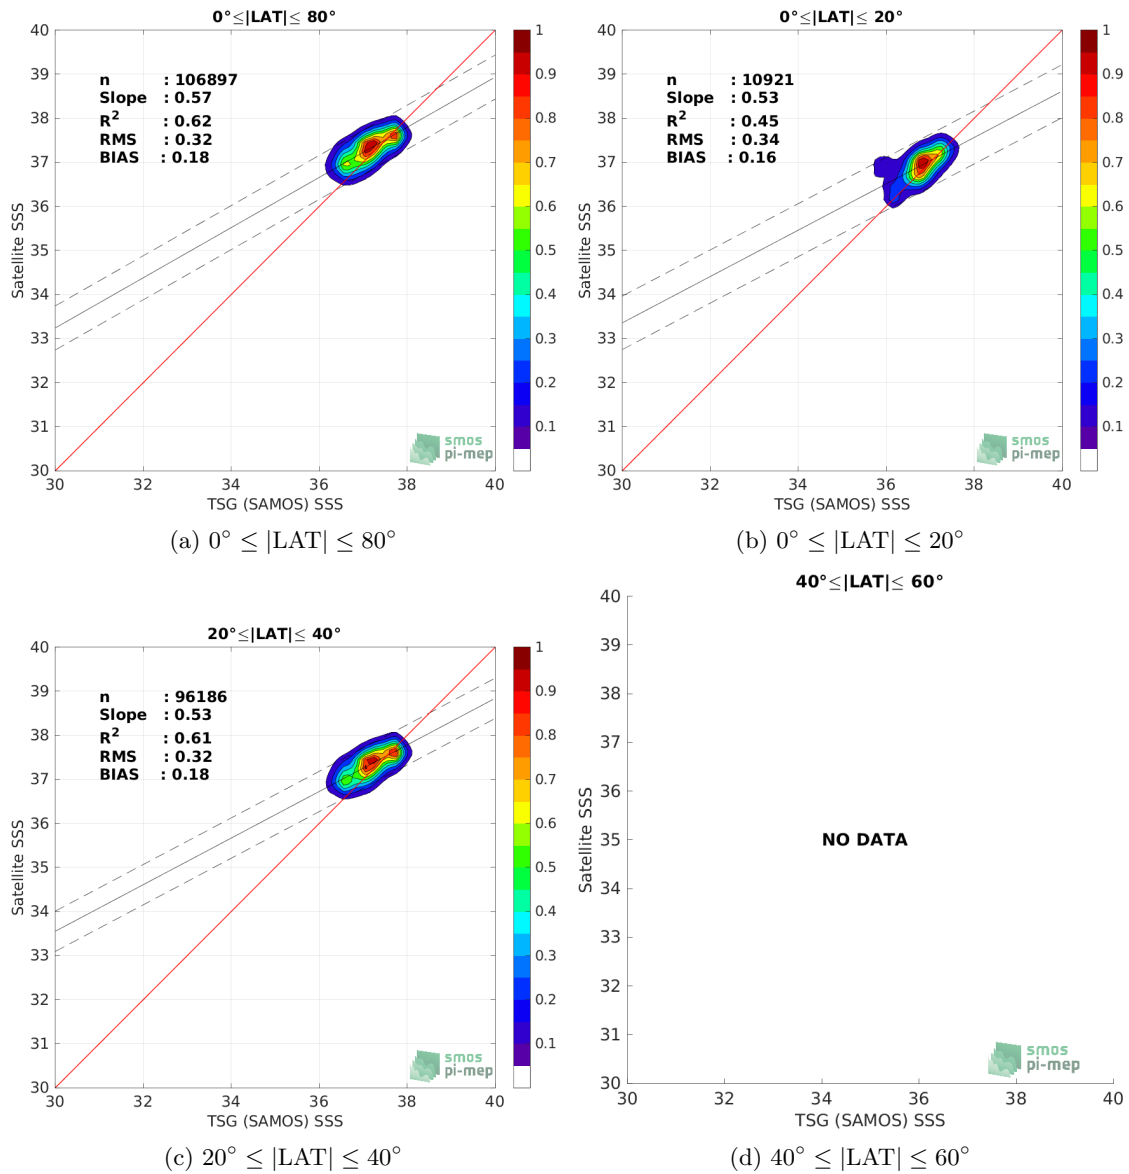 0°≤|LAT|≤ 80°
40
39
38
37
36
35
34
33
32
31
30
Satellite SSS
n : 106897
Slope : 0.57
R² : 0.62
RMS : 0.32
BIAS : 0.18
smos
pi-mep
30 32 34 36 38 40
TSG (SAMOS) SSS
1
0.9
0.8
0.7
0.6
0.5
0.4
0.3
0.2
0.1
(a) 0° ≤ |LAT| ≤ 80°
0°≤|LAT|≤ 20°
40
39
38
37
36
35
34
33
32
31
30
Satellite SSS
n : 10921
Slope : 0.53
R² : 0.45
RMS : 0.34
BIAS : 0.16
smos
pi-mep
30 32 34 36 38 40
TSG (SAMOS) SSS
1
0.9
0.8
0.7
0.6
0.5
0.4
0.3
0.2
0.1
(b) 0° ≤ |LAT| ≤ 20°
20°≤|LAT|≤ 40°
40
39
38
37
36
35
34
33
32
31
30
Satellite SSS
n : 96186
Slope : 0.53
R² : 0.61
RMS : 0.32
BIAS : 0.18
smos
pi-mep
30 32 34 36 38 40
TSG (SAMOS) SSS
1
0.9
0.8
0.7
0.6
0.5
0.4
0.3
0.2
0.1
(c) 20° ≤ |LAT| ≤ 40°
40°≤|LAT|≤ 60°
40
39
38
37
36
35
34
33
32
31
30
Satellite SSS
NO DATA
smos
pi-mep
30 32 34 36 38 40
TSG (SAMOS) SSS
(d) 40° ≤ |LAT| ≤ 60°